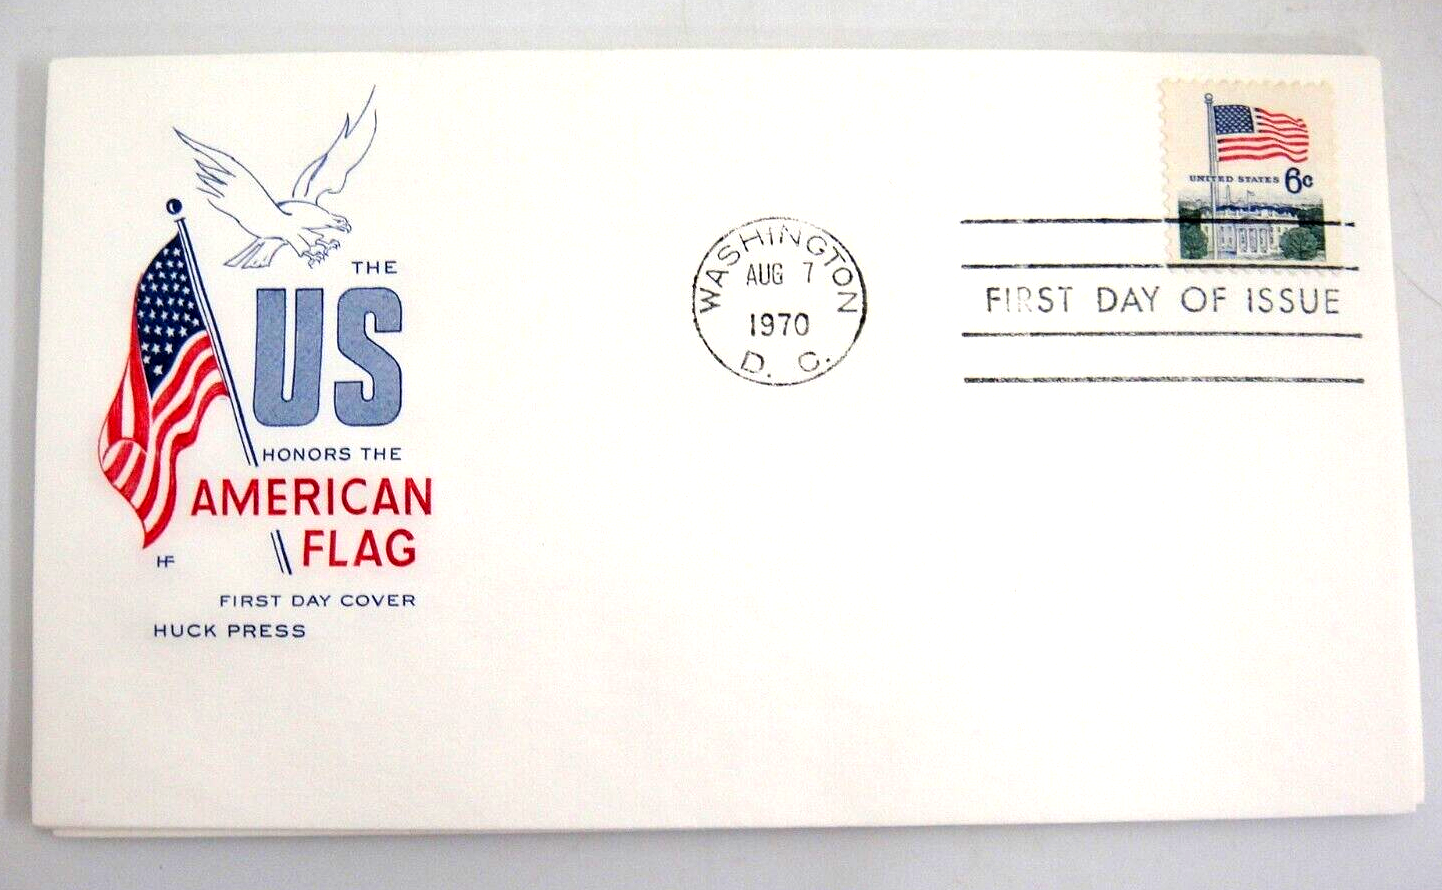 THE
US
HONORS THE
AMERICAN
FLAG
HF
FIRST DAY COVER
HUCK PRESS
WASHINGTON
AUG 7
1970
D. C.
UNITED STATES 6c
FIRST DAY OF ISSUE